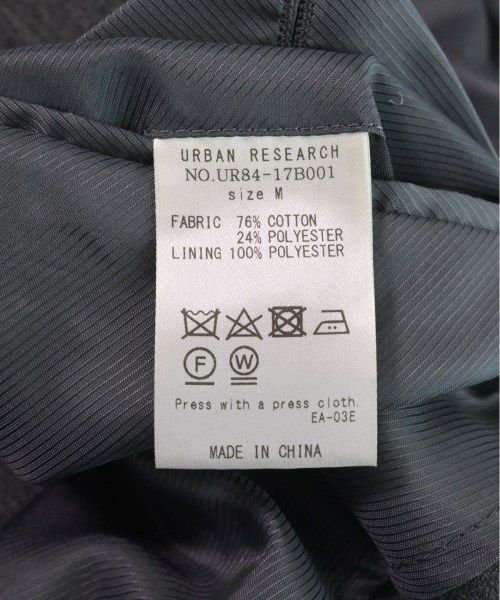 URBAN RESEARCH
NO.UR84-17B001
size M
FABRIC 76% COTTON
24% POLYESTER
LINING 100% POLYESTER
F W
Press with a press cloth.
EA-03E
MADE IN CHINA